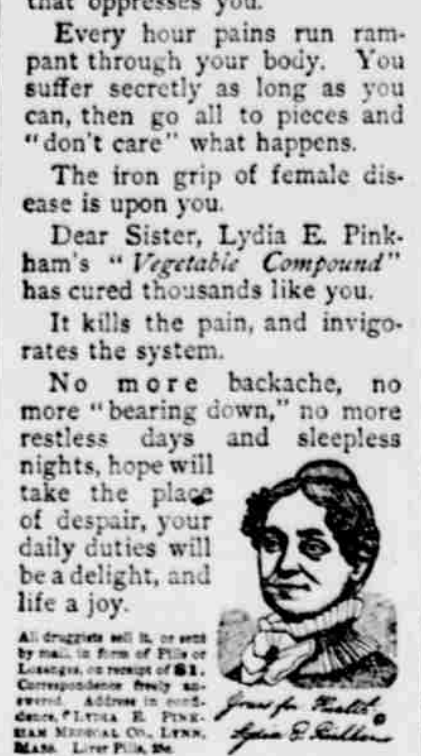 that oppresses you.
Every hour pains run ram-
pant through your body. You
suffer secretly as long as you
can, then go all to pieces and
"don't care" what happens.
The iron grip of female dis-
ease is upon you.
Dear Sister, Lydia E. Pink-
ham's "Vegetable Compound"
has cured thousands like you.
It kills the pain, and invigo-
rates the system.
No more backache, no
more "bearing down," no more
restless days and sleepless
nights, hope will
take the place
of despair, your
daily duties will
be a delight, and
life a joy.
All druggists sell it, or sent
by mail, in form of Pills or
Lozenges, on receipt of $1.
Correspondence freely an-
swered. Address in confi-
dence, LYDIA E. PINK-
HAM MEDICAL CO., LYNN,
MASS. Liver Pills, 25c.
Yours for Health
Lydia E. Pinkham